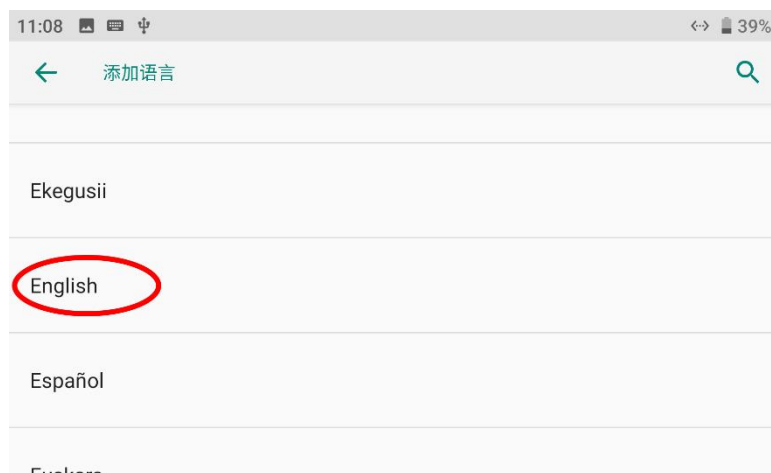 11:08
39%
添加语言
Ekegusii
English
Español